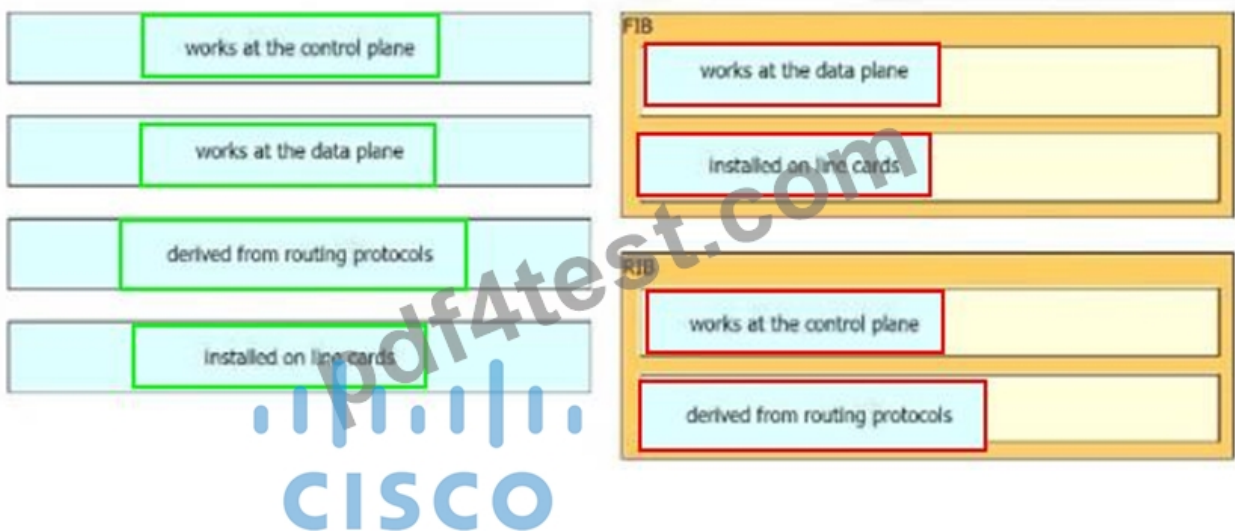 works at the control plane
works at the data plane
derived from routing protocols
installed on line cards
FIB
works at the data plane
installed on line cards
RIB
works at the control plane
derived from routing protocols
pdf4test.com
CISCO